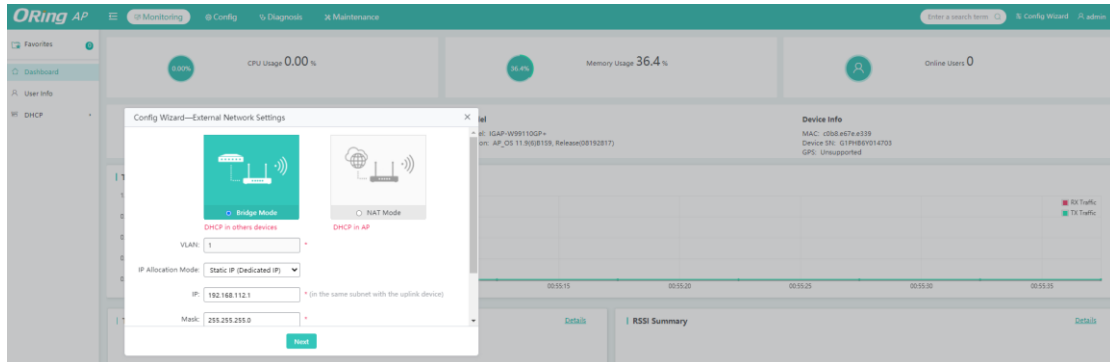 ORing AP
Monitoring
Config
Diagnosis
Maintenance
Enter a search term
Config Wizard
admin
Favorites
Dashboard
User Info
DHCP
0.00%
CPU Usage 0.00 %
36.4%
Memory Usage 36.4 %
Online Users 0
Config Wizard—External Network Settings
Bridge Mode
NAT Mode
DHCP in others devices
DHCP in AP
VLAN: 1 *
IP Allocation Mode: Static IP (Dedicated IP)
IP: 192.168.112.1 * (in the same subnet with the uplink device)
Mask: 255.255.255.0 *
Next
el: IGAP-W99110GP+
Device Info
MAC: c0b8.e67e.e339
Device SN: G1PHB6Y014703
GPS: Unsupported
RX Traffic
TX Traffic
00:55:15
00:55:20
00:55:25
00:55:30
00:55:35
Details
RSSI Summary
Details